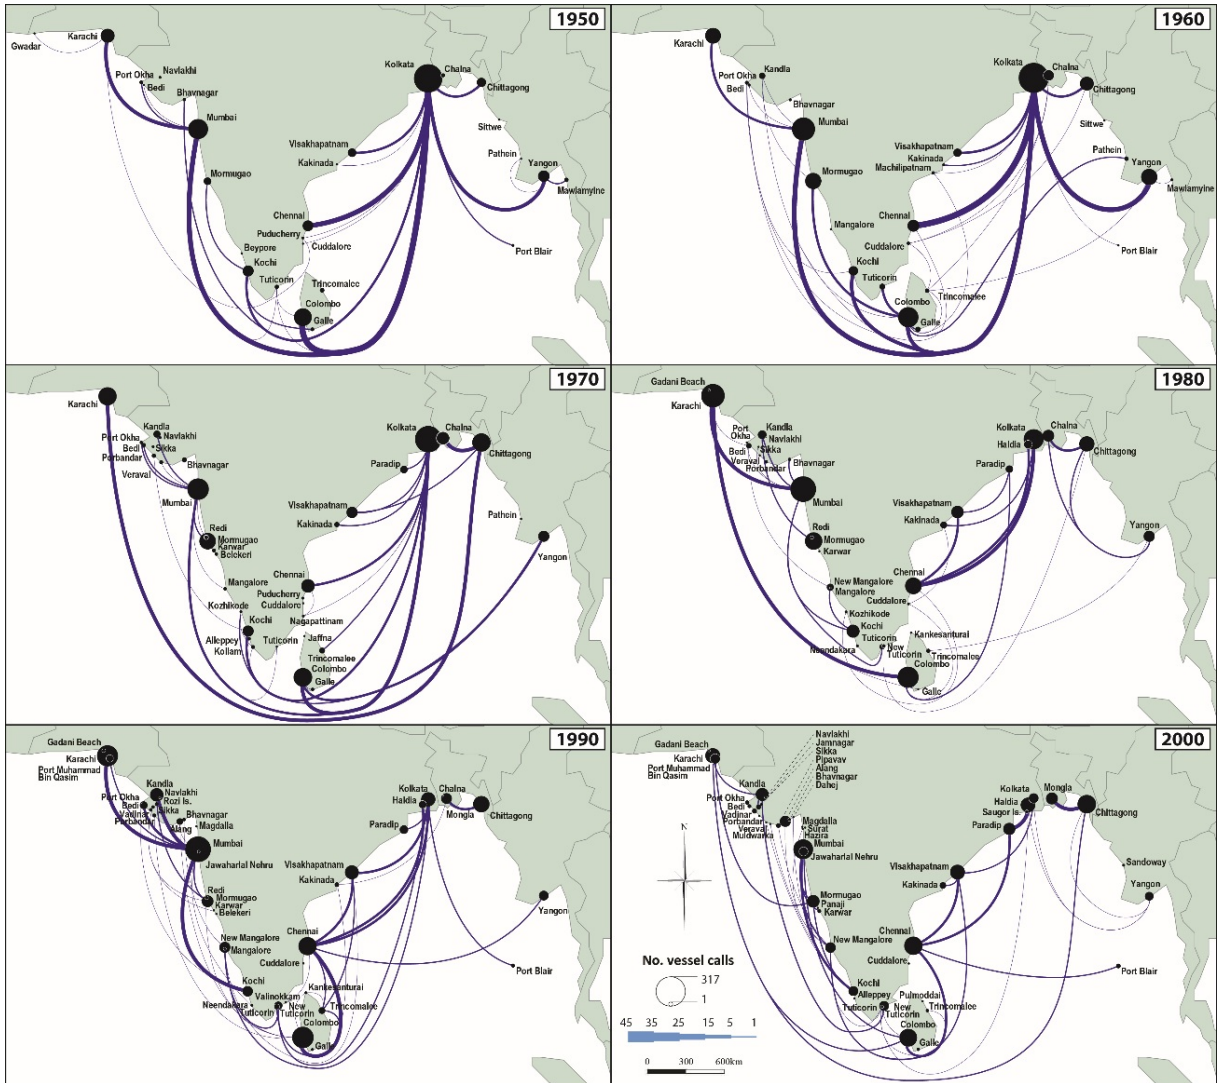 1950
Gwadar
Karachi
Port Okha
Navlakhi
Bedi
Bhavnagar
Mumbai
Mormugao
Beypore
Kochi
Tuticorin
Colombo
Galle
Trincomalee
Cuddalore
Puducherry
Chennai
Kakinada
Visakhapatnam
Kolkata
Chalna
Chittagong
Sittwe
Pathein
Yangon
Mawlamyine
Port Blair
1960
Karachi
Port Okha
Kandla
Bedi
Bhavnagar
Mumbai
Mormugao
Mangalore
Kochi
Tuticorin
Colombo
Galle
Trincomalee
Cuddalore
Chennai
Machilipatnam
Kakinada
Visakhapatnam
Kolkata
Chalna
Chittagong
Sittwe
Pathein
Yangon
Mawlamyine
Port Blair
1970
Karachi
Kandla
Port Okha
Navlakhi
Bedi
Sikka
Porbandar
Bhavnagar
Veraval
Mumbai
Redi
Mormugao
Karwar
Belekeri
Mangalore
Kozhikode
Kochi
Alleppey
Kollam
Tuticorin
Colombo
Galle
Trincomalee
Jaffna
Nagapattinam
Cuddalore
Puducherry
Chennai
Kakinada
Visakhapatnam
Paradip
Kolkata
Chalna
Chittagong
Pathein
Yangon
1980
Gadani Beach
Karachi
Port
Okha
Kandla
Navlakhi
Bedi
Sikka
Veraval
Porbandar
Bhavnagar
Mumbai
Redi
Mormugao
Karwar
New Mangalore
Mangalore
Kozhikode
Kochi
Neendakara
Tuticorin
New
Tuticorin
Kankesanturai
Trincomalee
Colombo
Galle
Cuddalore
Chennai
Kakinada
Visakhapatnam
Paradip
Kolkata
Haldia
Chalna
Chittagong
Yangon
1990
Gadani Beach
Karachi
Port Muhammad
Bin Qasim
Kandla
Navlakhi
Port Okha
Rozi Is.
Bedi
Sikka
Vadinar
Porbandar
Bhavnagar
Alang
Magdalla
Mumbai
Jawaharlal Nehru
Redi
Mormugao
Karwar
Belekeri
New Mangalore
Mangalore
Kochi
Neendakara
Valinokkam
Tuticorin
New
Tuticorin
Kankesanturai
Trincomalee
Colombo
Galle
Cuddalore
Chennai
Kakinada
Visakhapatnam
Paradip
Kolkata
Haldia
Chalna
Mongla
Chittagong
Yangon
Port Blair
2000
Gadani Beach
Karachi
Port Muhammad
Bin Qasim
Kandla
Navlakhi
Jamnagar
Sikka
Pipavav
Alang
Bhavnagar
Dahej
Port Okha
Bedi
Vadinar
Porbandar
Veraval
Muldwarka
Magdalla
Surat
Hazira
Mumbai
Jawaharlal Nehru
Mormugao
Panaji
Karwar
New Mangalore
Kochi
Alleppey
Tuticorin
New
Tuticorin
Pulmoddai
Trincomalee
Colombo
Galle
Cuddalore
Chennai
Kakinada
Visakhapatnam
Paradip
Kolkata
Haldia
Saugor Is.
Mongla
Chittagong
Sandoway
Yangon
Port Blair
N
No. vessel calls
317
1
45 35 25 15 5 1
0 300 600km